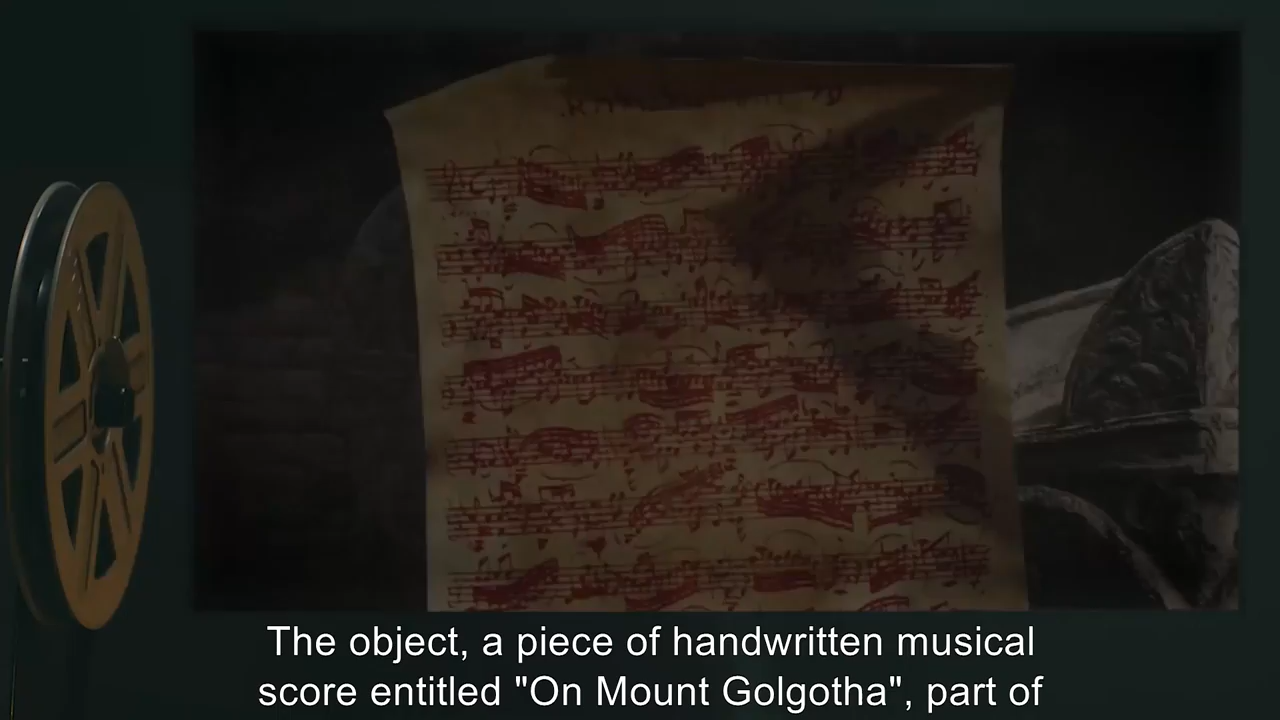 The object, a piece of handwritten musical
score entitled "On Mount Golgotha", part of